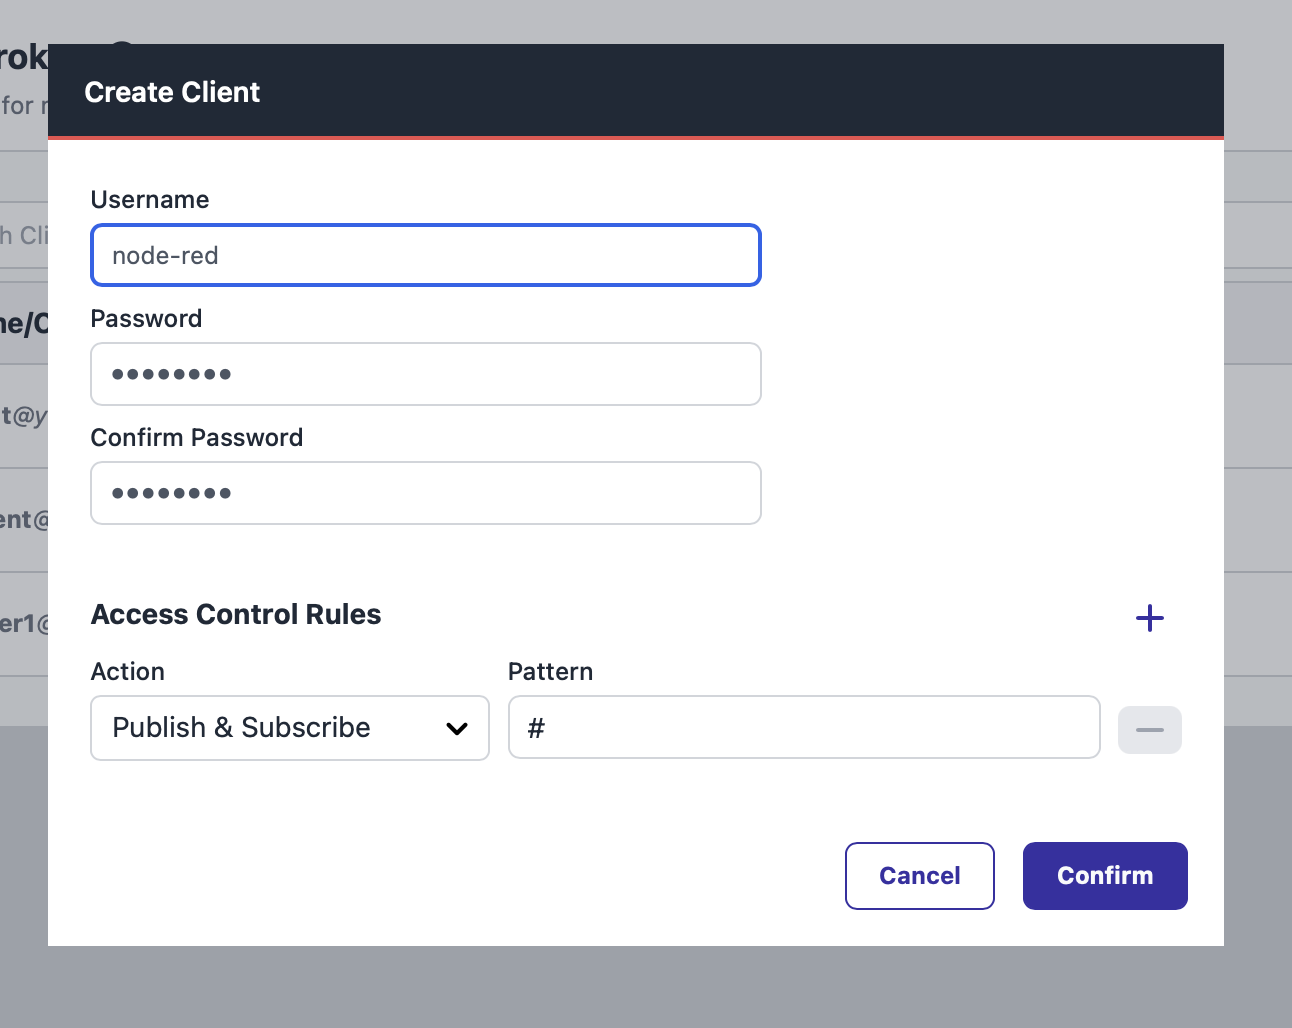 rok
Create Client
for r
Username
h Cli
node-red
ne/C
Password
••••••••
t@y
Confirm Password
••••••••
ent@
er1@
Access Control Rules
+
Action
Pattern
Publish & Subscribe
#
Cancel
Confirm